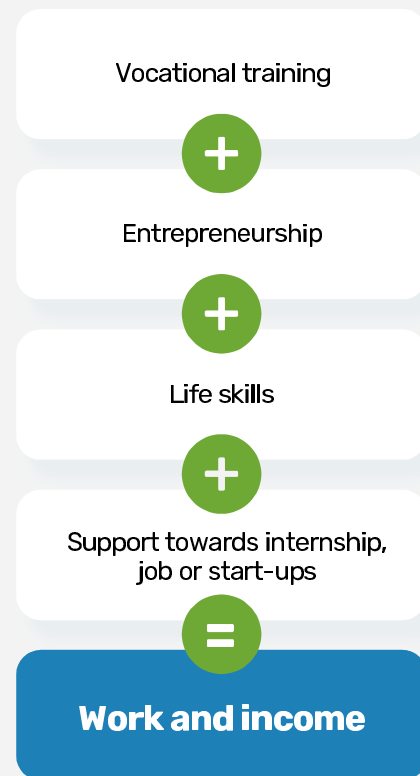 Vocational training
+
Entrepreneurship
+
Life skills
+
Support towards internship,
job or start-ups
=
Work and income